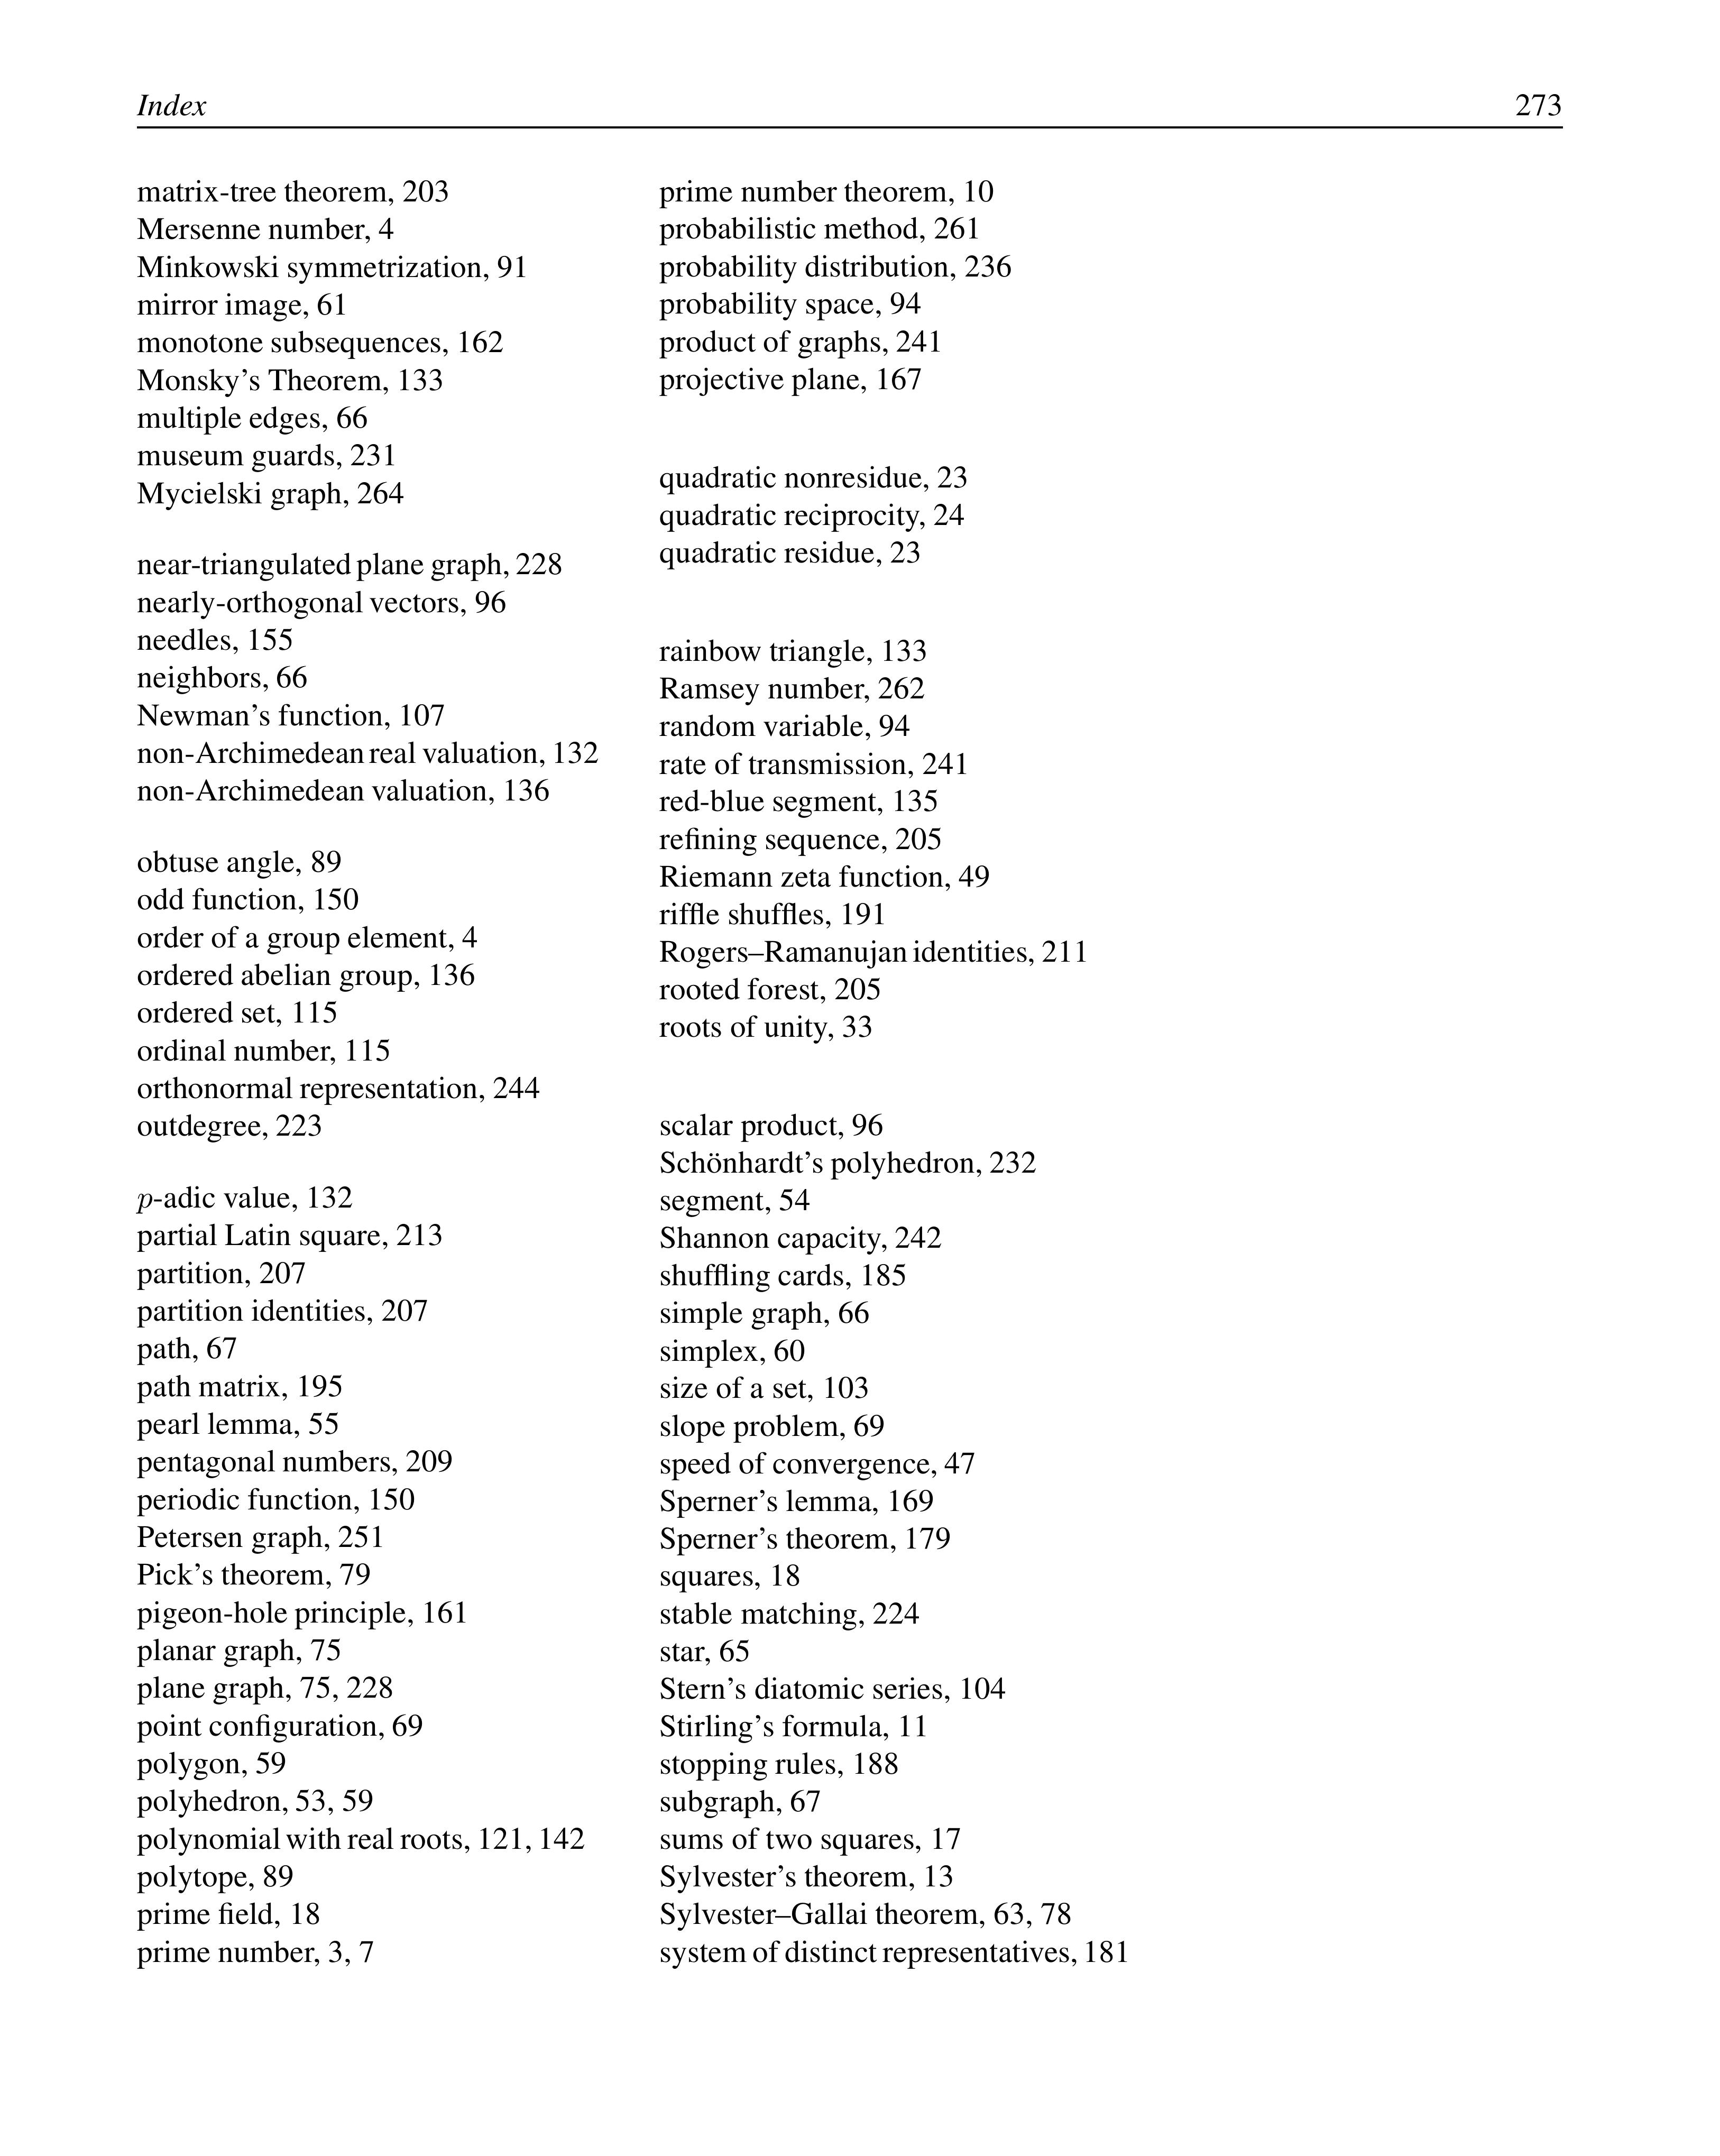 Index 273
matrix-tree theorem, 203
Mersenne number, 4
Minkowski symmetrization, 91
mirror image, 61
monotone subsequences, 162
Monsky’s Theorem, 133
multiple edges, 66
museum guards, 231
Mycielski graph, 264
near-triangulated plane graph, 228
nearly-orthogonal vectors, 96
needles, 155
neighbors, 66
Newman’s function, 107
non-Archimedean real valuation, 132
non-Archimedean valuation, 136
obtuse angle, 89
odd function, 150
order of a group element, 4
ordered abelian group, 136
ordered set, 115
ordinal number, 115
orthonormal representation, 244
outdegree, 223
p-adic value, 132
partial Latin square, 213
partition, 207
partition identities, 207
path, 67
path matrix, 195
pearl lemma, 55
pentagonal numbers, 209
periodic function, 150
Petersen graph, 251
Pick’s theorem, 79
pigeon-hole principle, 161
planar graph, 75
plane graph, 75, 228
point configuration, 69
polygon, 59
polyhedron, 53, 59
polynomial with real roots, 121, 142
polytope, 89
prime field, 18
prime number, 3, 7
prime number theorem, 10
probabilistic method, 261
probability distribution, 236
probability space, 94
product of graphs, 241
projective plane, 167
quadratic nonresidue, 23
quadratic reciprocity, 24
quadratic residue, 23
rainbow triangle, 133
Ramsey number, 262
random variable, 94
rate of transmission, 241
red-blue segment, 135
refining sequence, 205
Riemann zeta function, 49
riffle shuffles, 191
Rogers–Ramanujan identities, 211
rooted forest, 205
roots of unity, 33
scalar product, 96
Schönhardt’s polyhedron, 232
segment, 54
Shannon capacity, 242
shuffling cards, 185
simple graph, 66
simplex, 60
size of a set, 103
slope problem, 69
speed of convergence, 47
Sperner’s lemma, 169
Sperner’s theorem, 179
squares, 18
stable matching, 224
star, 65
Stern’s diatomic series, 104
Stirling’s formula, 11
stopping rules, 188
subgraph, 67
sums of two squares, 17
Sylvester’s theorem, 13
Sylvester–Gallai theorem, 63, 78
system of distinct representatives, 181